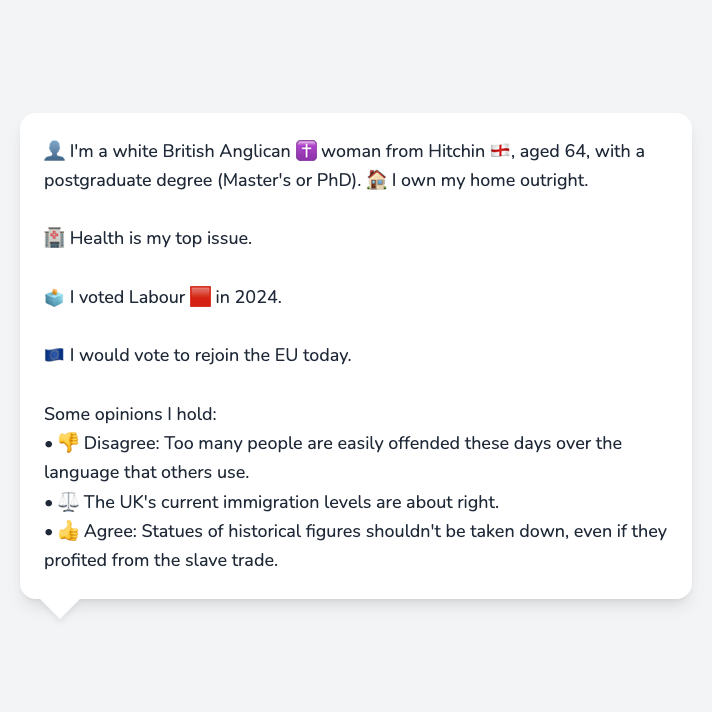 👤 I'm a white British Anglican ✝️ woman from Hitchin 🏴󠁧󠁢󠁥󠁮󠁧󠁿, aged 64, with a
postgraduate degree (Master's or PhD). 🏠 I own my home outright.
🏥 Health is my top issue.
🗳️ I voted Labour 🟥 in 2024.
🇪🇺 I would vote to rejoin the EU today.
Some opinions I hold:
• 👎 Disagree: Too many people are easily offended these days over the
language that others use.
• ⚖️ The UK's current immigration levels are about right.
• 👍 Agree: Statues of historical figures shouldn't be taken down, even if they
profited from the slave trade.